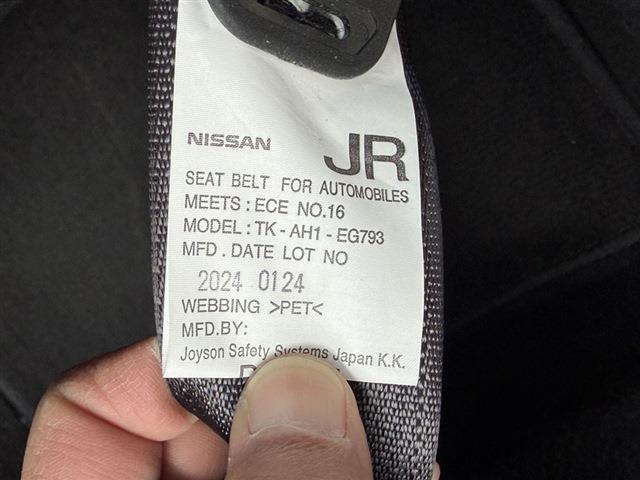 NISSAN JR
SEAT BELT FOR AUTOMOBILES
MEETS : ECE NO.16
MODEL : TK - AH1 - EG793
MFD . DATE LOT NO
2024 0124
WEBBING >PET<
MFD.BY:
Joyson Safety Systems Japan K.K.